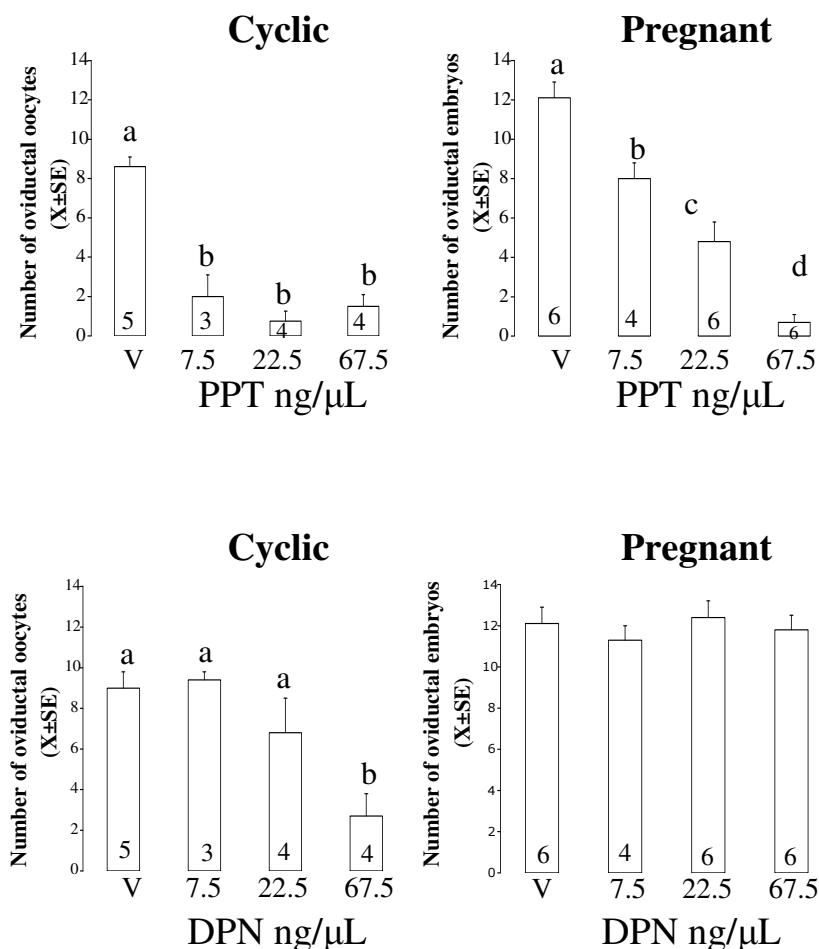 Cyclic
Number of oviductal oocytes
(X±SE)
14
12
10
8
6
4
2
0
a
b
b
b
5
3
4
4
V 7.5 22.5 67.5
PPT ng/µL
Pregnant
Number of oviductal embryos
(X±SE)
14
12
10
8
6
4
2
0
a
b
c
d
6
4
6
6
V 7.5 22.5 67.5
PPT ng/µL
Cyclic
Number of oviductal oocytes
(X±SE)
14
12
10
8
6
4
2
0
a
a
a
b
5
3
4
4
V 7.5 22.5 67.5
DPN ng/µL
Pregnant
Number of oviductal embryos
(X±SE)
14
12
10
8
6
4
2
0
6
4
6
6
V 7.5 22.5 67.5
DPN ng/µL